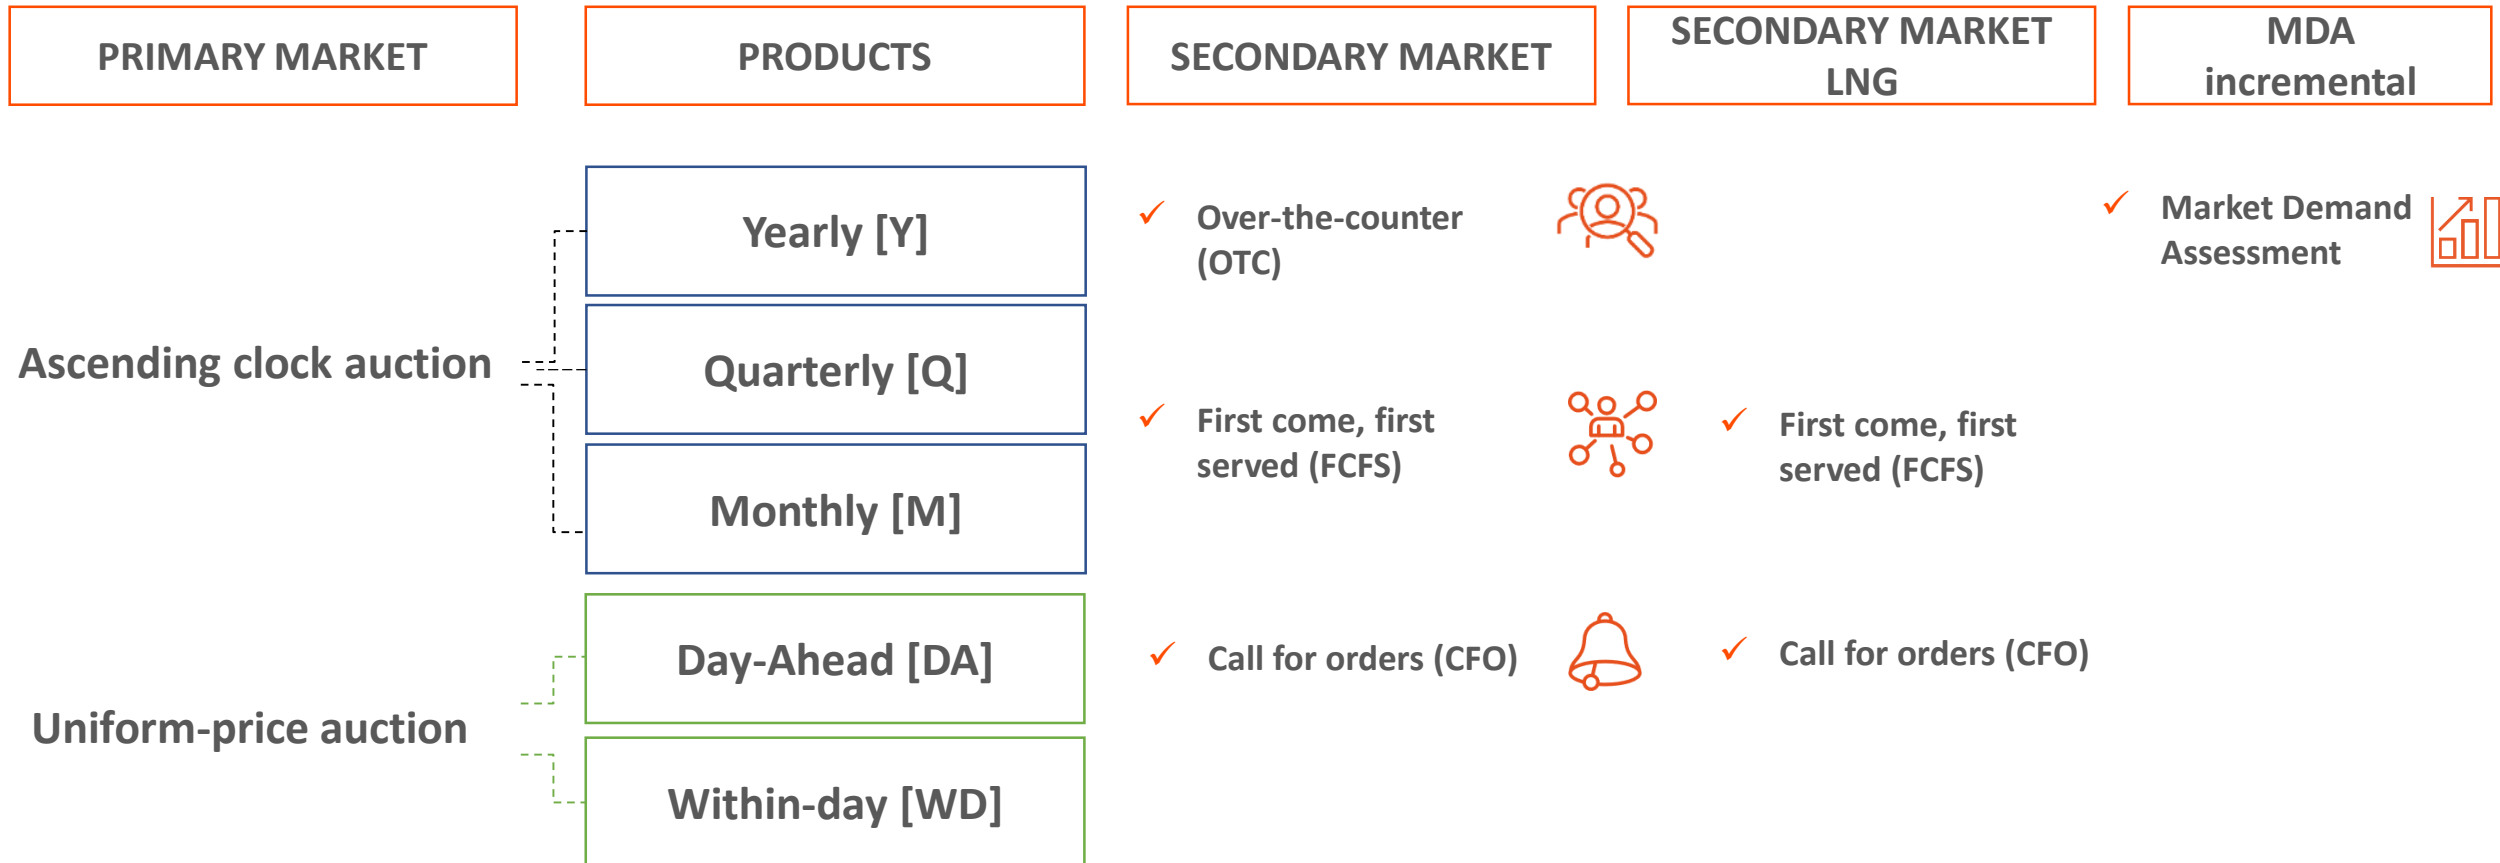 PRIMARY MARKET
PRODUCTS
SECONDARY MARKET
SECONDARY MARKET
LNG
MDA
incremental
Ascending clock auction
Uniform-price auction
Yearly [Y]
Quarterly [Q]
Monthly [M]
Day-Ahead [DA]
Within-day [WD]
Over-the-counter
(OTC)
First come, first
served (FCFS)
Call for orders (CFO)
First come, first
served (FCFS)
Call for orders (CFO)
Market Demand
Assessment